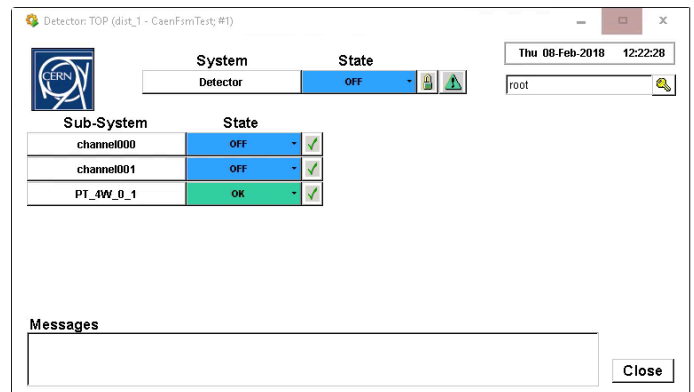 Detector: TOP (dist_1 - CaenFsmTest; #1)
Thu 08-Feb-2018 12:22:28
System State
CERN
Detector OFF
root
Sub-System State
channel000 OFF
channel001 OFF
PT_4W_0_1 OK
Messages
Close